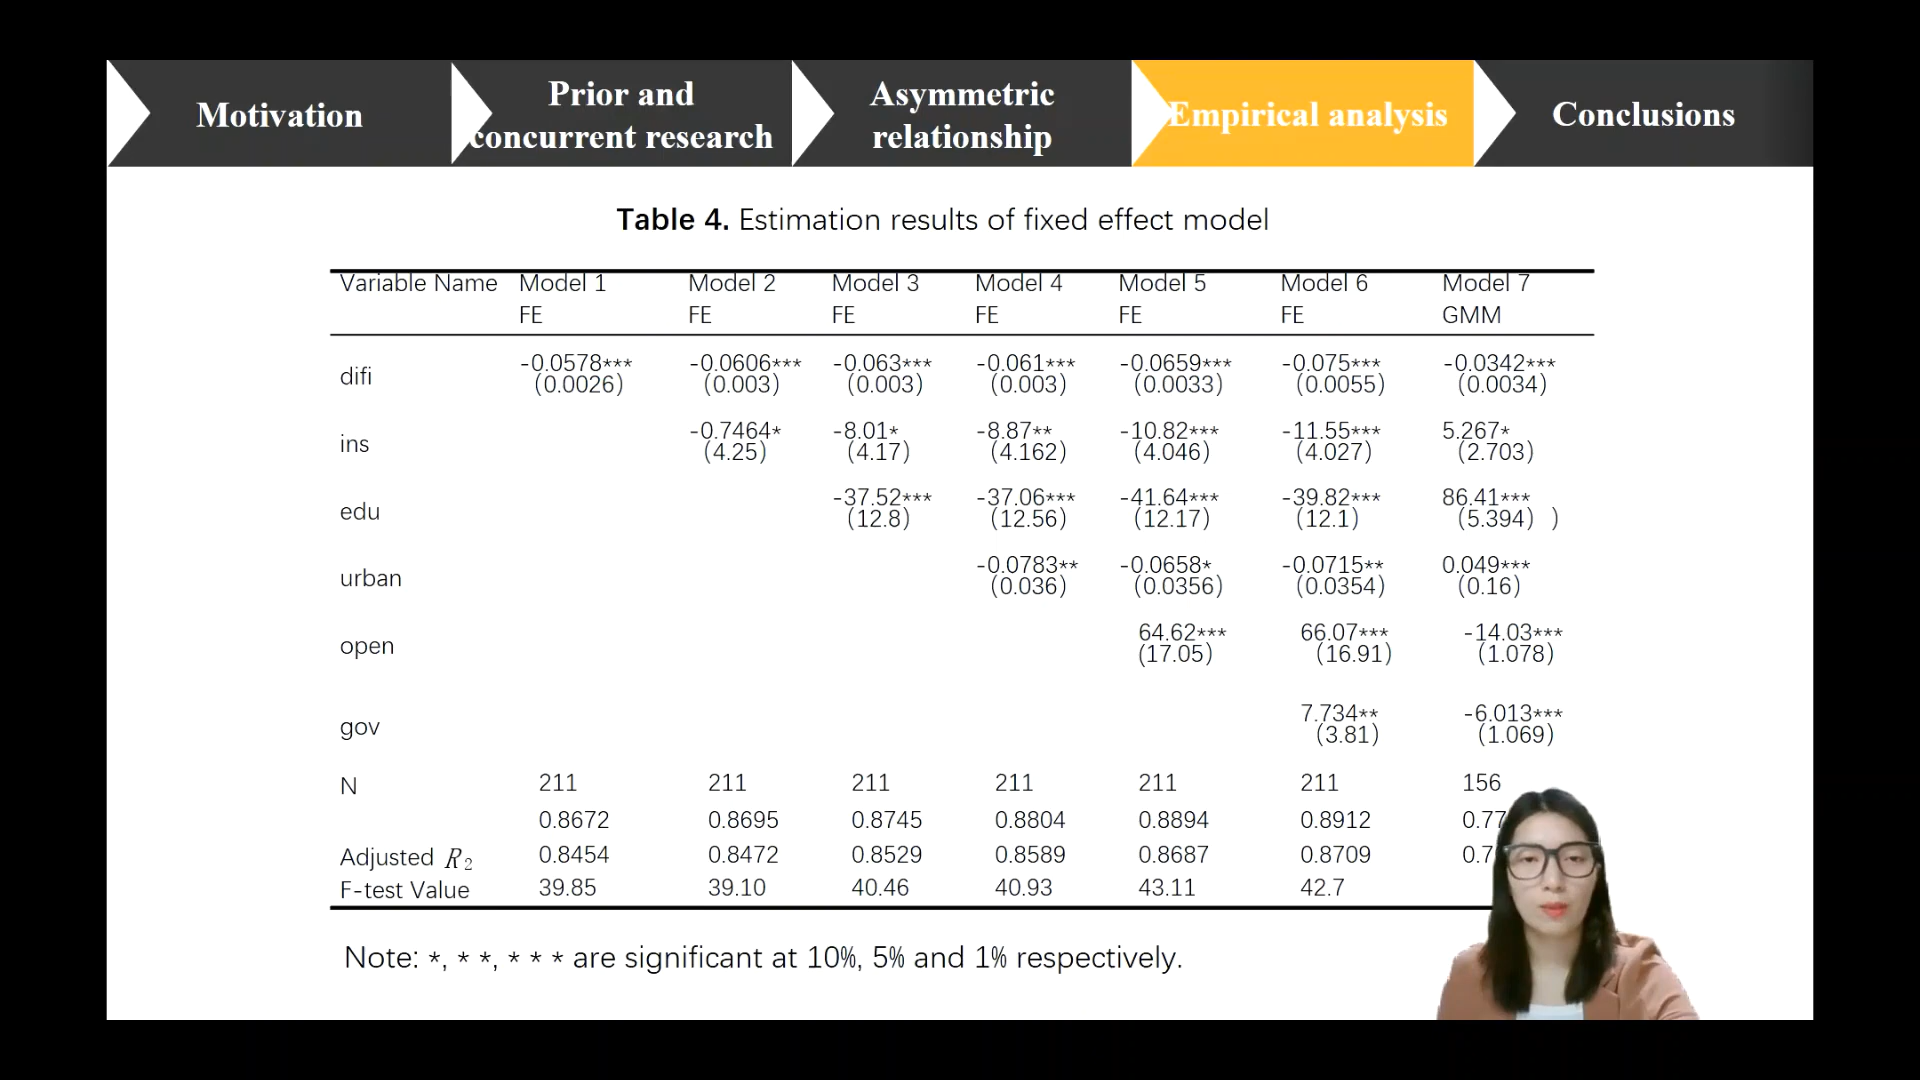 Motivation
Prior and
concurrent research
Asymmetric
relationship
Empirical analysis
Conclusions
Table 4. Estimation results of fixed effect model
Variable Name Model 1 Model 2 Model 3 Model 4 Model 5 Model 6 Model 7
FE FE FE FE FE FE GMM
difi -0.0578*** -0.0606*** -0.063*** -0.061*** -0.0659*** -0.075*** -0.0342***
(0.0026) (0.003) (0.003) (0.003) (0.0033) (0.0055) (0.0034)
ins -0.7464* -8.01* -8.87** -10.82*** -11.55*** 5.267*
(4.25) (4.17) (4.162) (4.046) (4.027) (2.703)
edu -37.52*** -37.06*** -41.64*** -39.82*** 86.41***
(12.8) (12.56) (12.17) (12.1) (5.394) )
urban -0.0783** -0.0658* -0.0715** 0.049***
(0.036) (0.0356) (0.0354) (0.16)
open 64.62*** 66.07*** -14.03***
(17.05) (16.91) (1.078)
gov 7.734** -6.013***
(3.81) (1.069)
N 211 211 211 211 211 211 156
0.8672 0.8695 0.8745 0.8804 0.8894 0.8912 0.77
Adjusted R2 0.8454 0.8472 0.8529 0.8589 0.8687 0.8709 0.7
F-test Value 39.85 39.10 40.46 40.93 43.11 42.7
Note: *, * *, * * * are significant at 10%, 5% and 1% respectively.